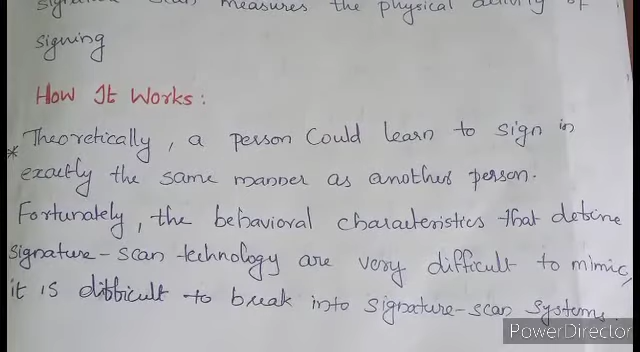 signature - scan measures the physical activity of
signing
How It Works :
* Theoretically, a person could learn to sign in
exactly the same manner as another person.
Fortunately, the behavioral characteristics that define
signature - scan technology are very difficult to mimic,
it is difficult to break into signature-scan systems.
PowerDirector